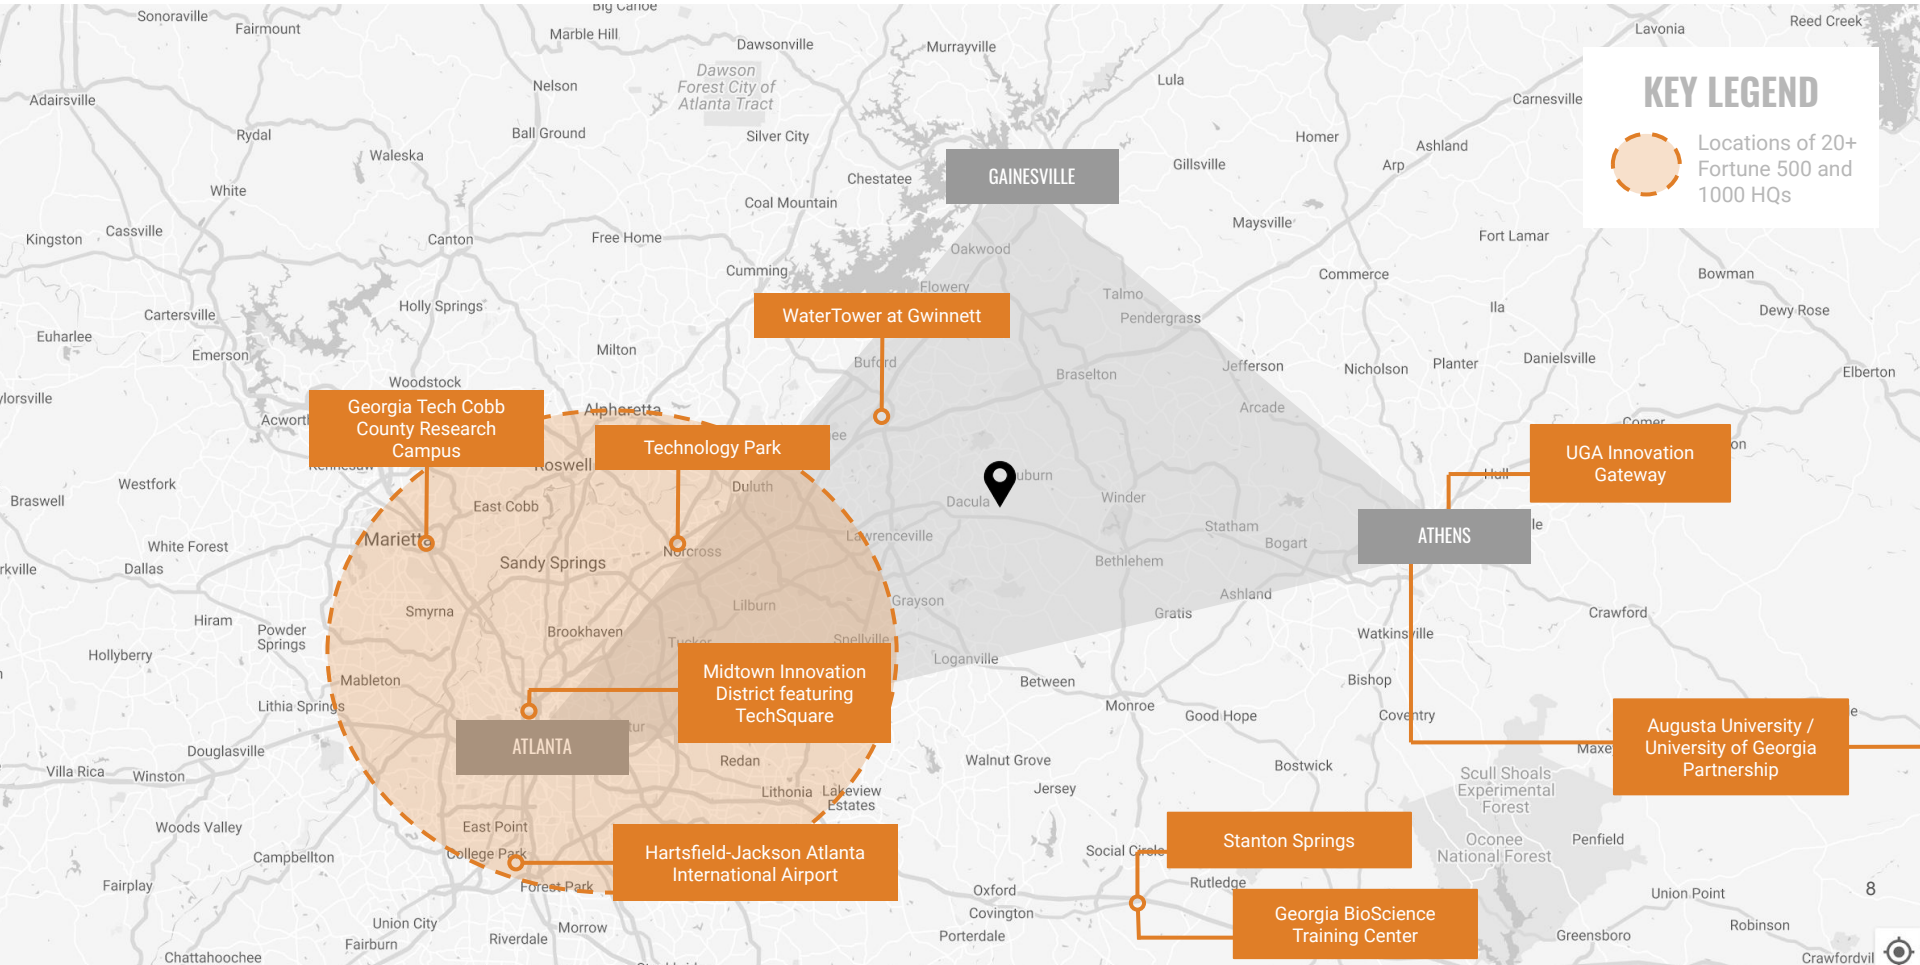 Big Canoe
Sonoraville
Fairmount
Marble Hill
Dawsonville
Murrayville
Lavonia
Reed Creek
Dawson
Forest City of
Atlanta Tract
Nelson
Lula
Adairsville
Carnesville
KEY LEGEND
Locations of 20+
Fortune 500 and
1000 HQs
Rydal
Ball Ground
Silver City
Homer
Ashland
Waleska
Gillsville
Arp
White
Chestatee
GAINESVILLE
Coal Mountain
Maysville
Kingston
Cassville
Canton
Free Home
Oakwood
Fort Lamar
Cumming
Commerce
Bowman
Flowery
Talmo
Pendergrass
Ila
Dewy Rose
Holly Springs
Cartersville
WaterTower at Gwinnett
Euharlee
Emerson
Milton
Buford
Braselton
Jefferson
Nicholson
Planter
Danielsville
Elberton
Woodstock
Georgia Tech Cobb
County Research
Campus
Alpharetta
Arcade
Comer
Technology Park
UGA Innovation
Gateway
Roswell
Hull
Westfork
Duluth
Braswell
East Cobb
Dacula
Winder
Statham
ATHENS
Marietta
White Forest
Norcross
Lawrenceville
Bogart
Dallas
Sandy Springs
Bethlehem
Ashland
Lilburn
Grayson
Smyrna
Gratis
Crawford
Hiram
Powder
Springs
Brookhaven
Tucker
Snellville
Watkinsville
Hollyberry
Loganville
Between
Bishop
Mableton
Midtown Innovation
District featuring
TechSquare
Lithia Springs
Monroe
Good Hope
Coventry
Augusta University /
University of Georgia
Partnership
ATLANTA
Douglasville
Redan
Walnut Grove
Bostwick
Villa Rica
Winston
Lithonia
Lakeview
Estates
Jersey
Scull Shoals
Experimental
Forest
Woods Valley
East Point
Stanton Springs
Oconee
National Forest
Penfield
Campbellton
College Park
Hartsfield-Jackson Atlanta
International Airport
Social Circle
Fairplay
Forest Park
Oxford
Rutledge
Union Point
8
Union City
Morrow
Covington
Georgia BioScience
Training Center
Robinson
Fairburn
Riverdale
Porterdale
Greensboro
Chattahoochee